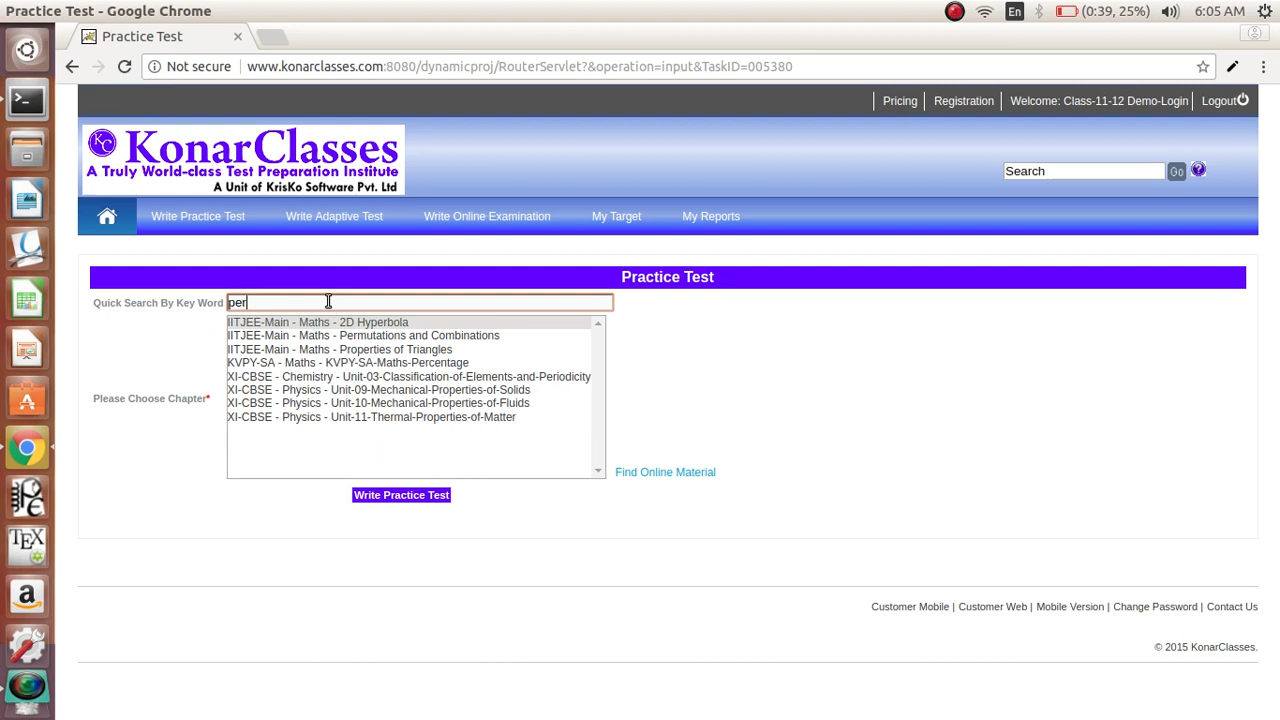 Practice Test - Google Chrome
En
(0:39, 25%)
6:05 AM
Practice Test
Not secure
www.konarclasses.com:8080/dynamicproj/RouterServlet?&operation=input&TaskID=005380
Pricing
Registration
Welcome: Class-11-12 Demo-Login
Logout
KC
KonarClasses
A Truly World-class Test Preparation Institute
A Unit of KrisKo Software Pvt. Ltd
Search
Go
?
Write Practice Test
Write Adaptive Test
Write Online Examination
My Target
My Reports
Practice Test
Quick Search By Key Word
per
IITJEE-Main - Maths - 2D Hyperbola
IITJEE-Main - Maths - Permutations and Combinations
IITJEE-Main - Maths - Properties of Triangles
KVPY-SA - Maths - KVPY-SA-Maths-Percentage
XI-CBSE - Chemistry - Unit-03-Classification-of-Elements-and-Periodicity
XI-CBSE - Physics - Unit-09-Mechanical-Properties-of-Solids
Please Choose Chapter*
XI-CBSE - Physics - Unit-10-Mechanical-Properties-of-Fluids
XI-CBSE - Physics - Unit-11-Thermal-Properties-of-Matter
Find Online Material
Write Practice Test
TEX
a
Customer Mobile | Customer Web | Mobile Version | Change Password | Contact Us
© 2015 KonarClasses.